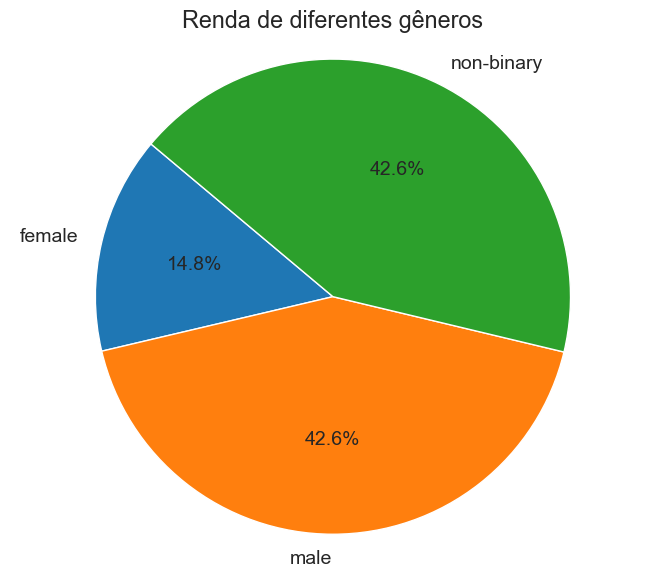 Renda de diferentes gêneros
non-binary
42.6%
female
14.8%
42.6%
male